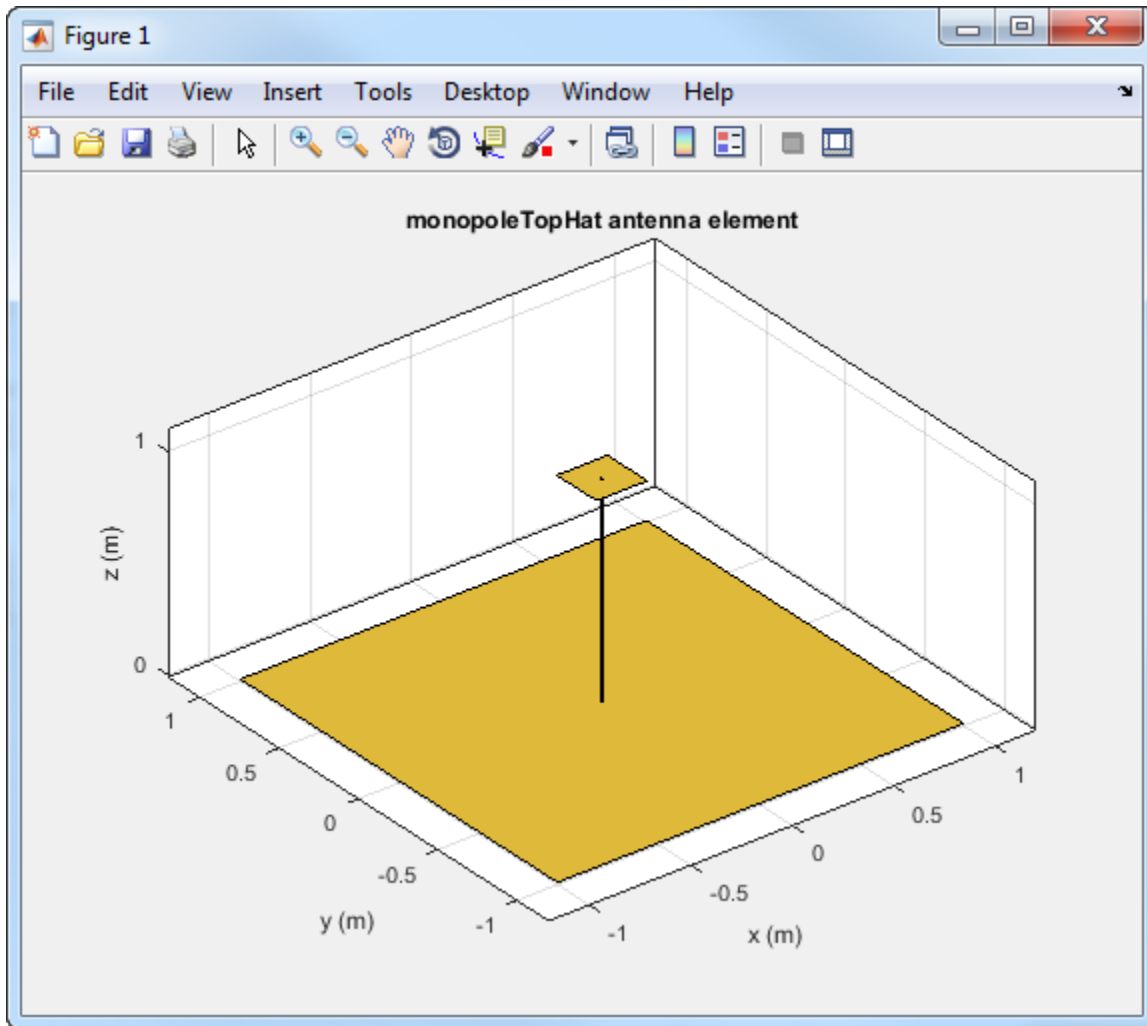 Figure 1
File Edit View Insert Tools Desktop Window Help
monopoleTopHat antenna element
1
0
z (m)
1
0.5
0
-0.5
-1
y (m)
1
0.5
0
-0.5
-1
x (m)